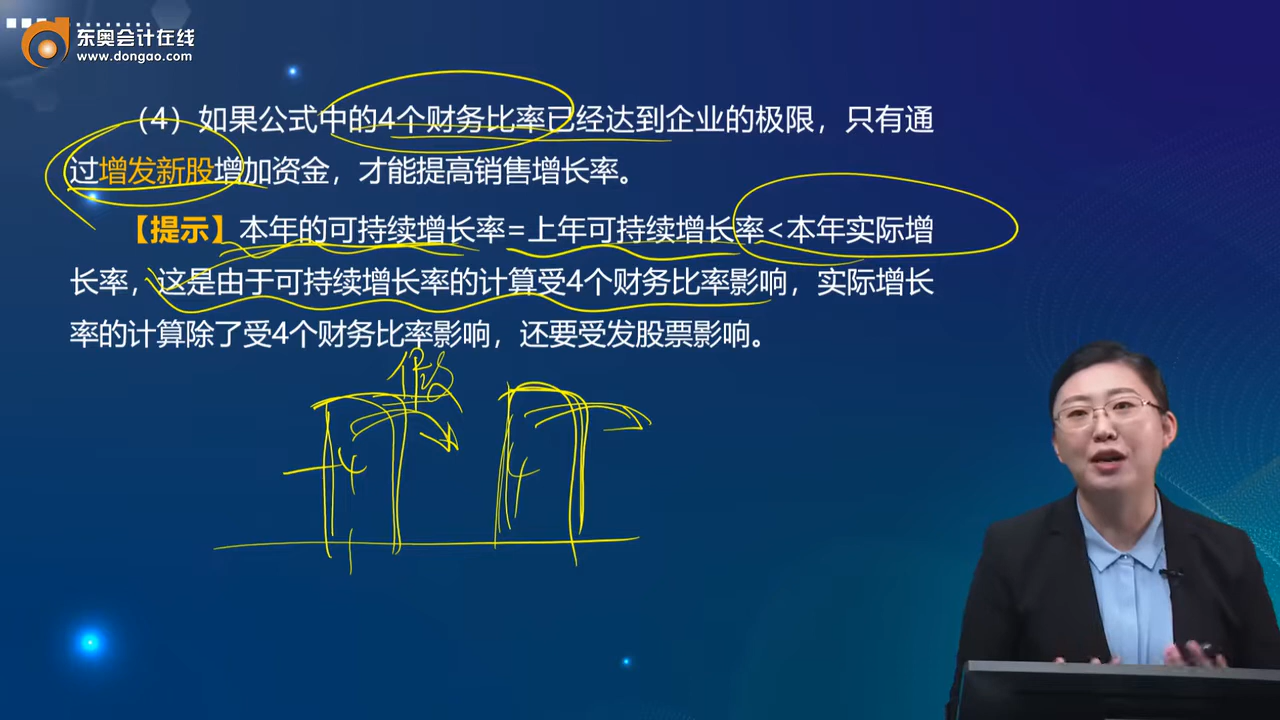 东奥会计在线
www.dongao.com
（4）如果公式中的4个财务比率已经达到企业的极限，只有通
过增发新股增加资金，才能提高销售增长率。
【提示】本年的可持续增长率=上年可持续增长率<本年实际增
长率，这是由于可持续增长率的计算受4个财务比率影响，实际增长
率的计算除了受4个财务比率影响，还要受发股票影响。
假设
4
4